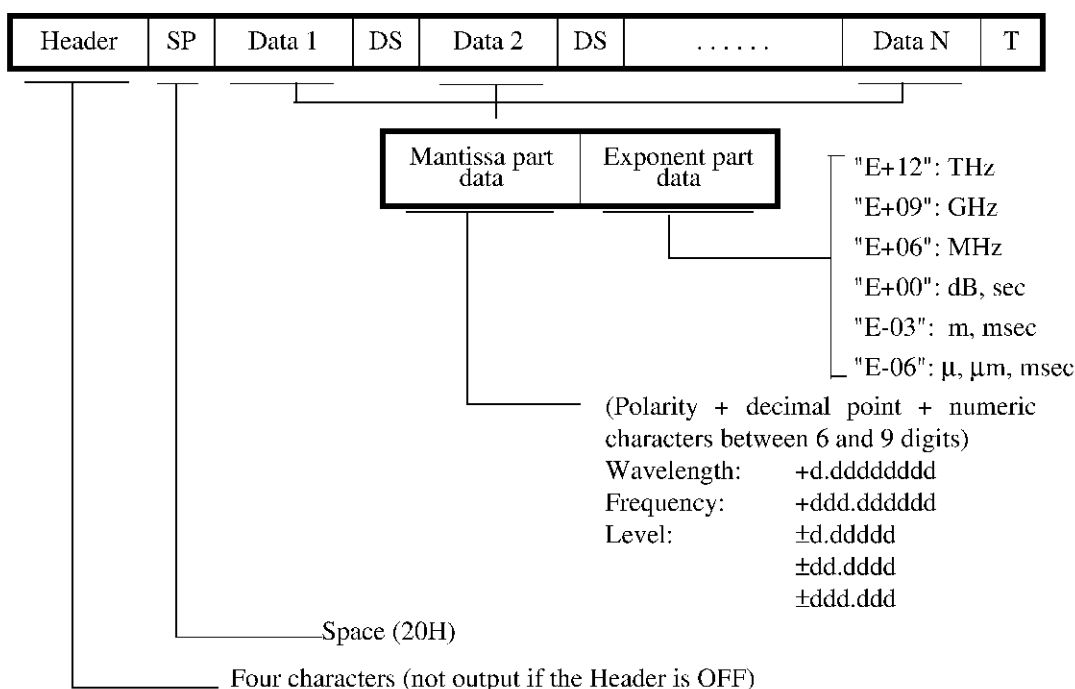 Header SP Data 1 DS Data 2 DS ...... Data N T
Mantissa part data
Exponent part data
"E+12": THz
"E+09": GHz
"E+06": MHz
"E+00": dB, sec
"E-03": m, msec
"E-06": μ, μm, msec
(Polarity + decimal point + numeric
characters between 6 and 9 digits)
Wavelength: +d.dddddddd
Frequency: +ddd.dddddd
Level: ±d.ddddd
±dd.dddd
±ddd.ddd
Space (20H)
Four characters (not output if the Header is OFF)